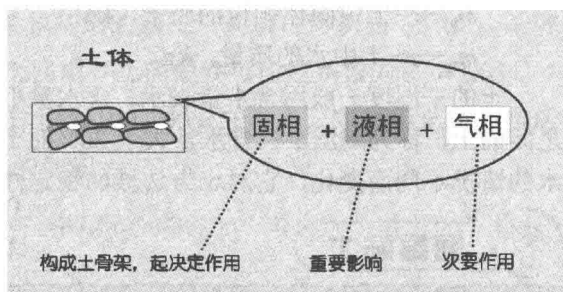 土体
固相 + 液相 + 气相
构成土骨架，起决定作用 重要影响 次要作用